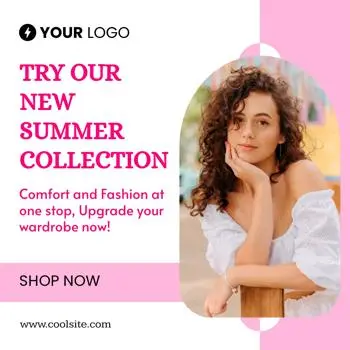 YOUR LOGO
TRY OUR
NEW
SUMMER
COLLECTION
Comfort and Fashion at
one stop, Upgrade your
wardrobe now!
SHOP NOW
www.coolsite.com